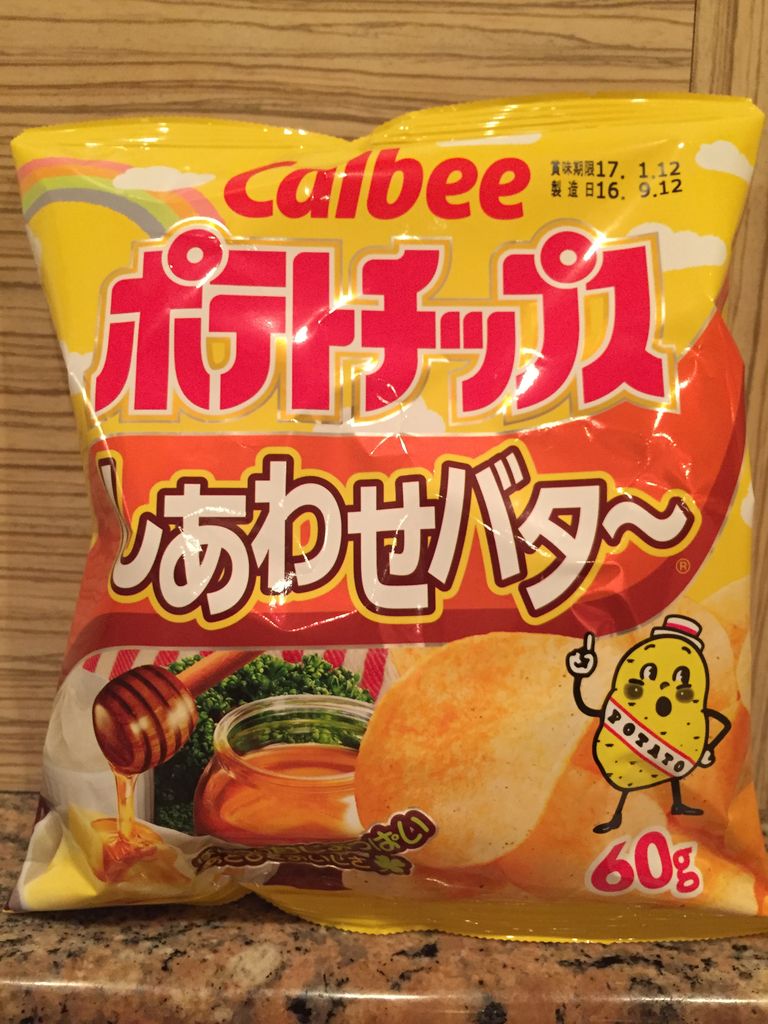 Calbee
賞味期限17. 1.12
製造日16. 9.12
ポテトチップス
しあわせバタ～
®
POTATO
60g